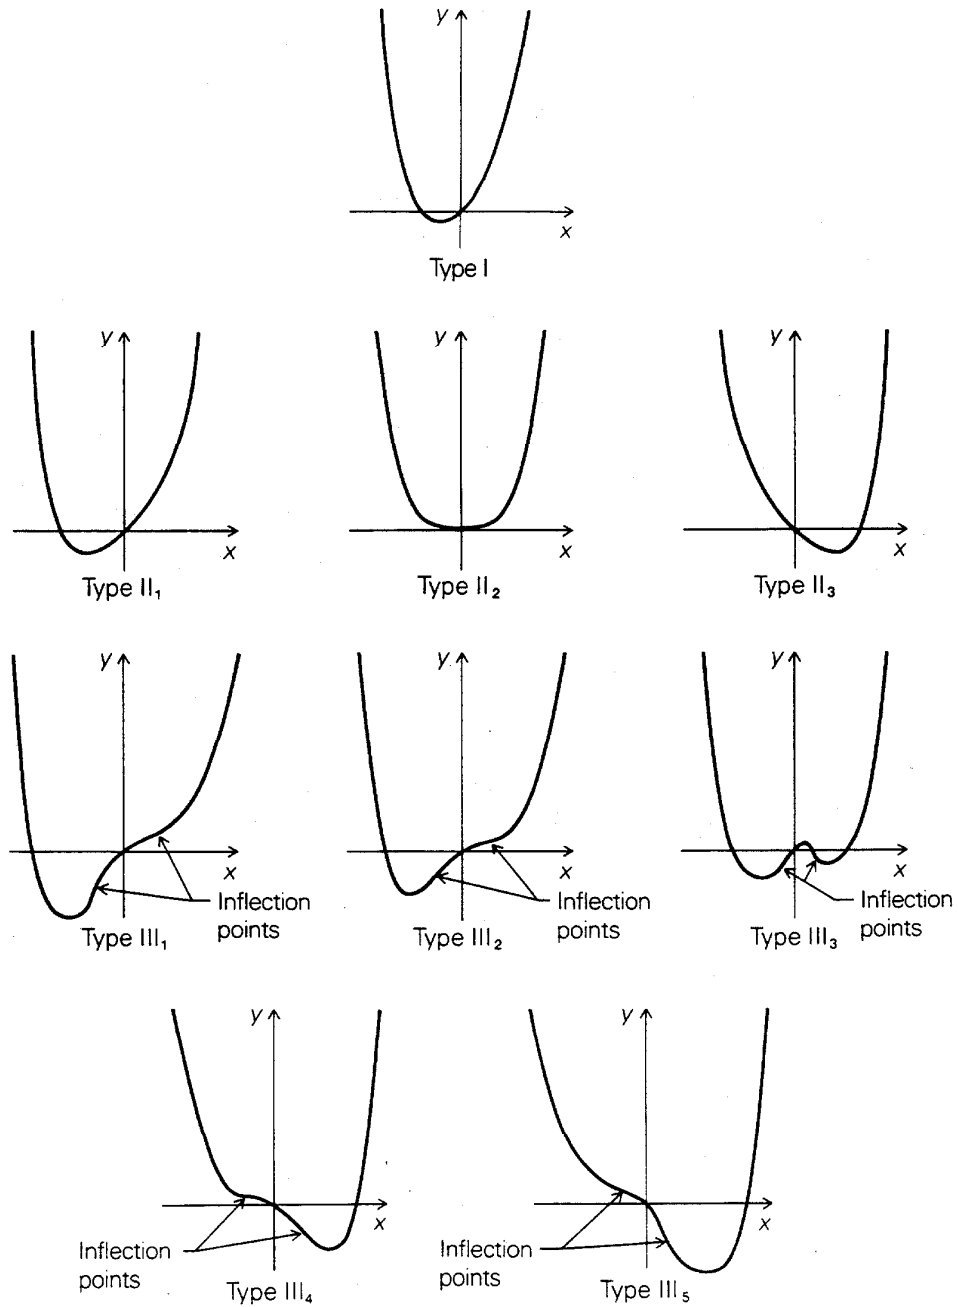 y
x
Type I
y
y
y
x
x
x
Type II₁
Type II₂
Type II₃
y
y
y
x
x
x
Inflection
points
Inflection
points
Inflection
points
Type III₁
Type III₂
Type III₃
y
y
x
x
Inflection
points
Inflection
points
Type III₄
Type III₅